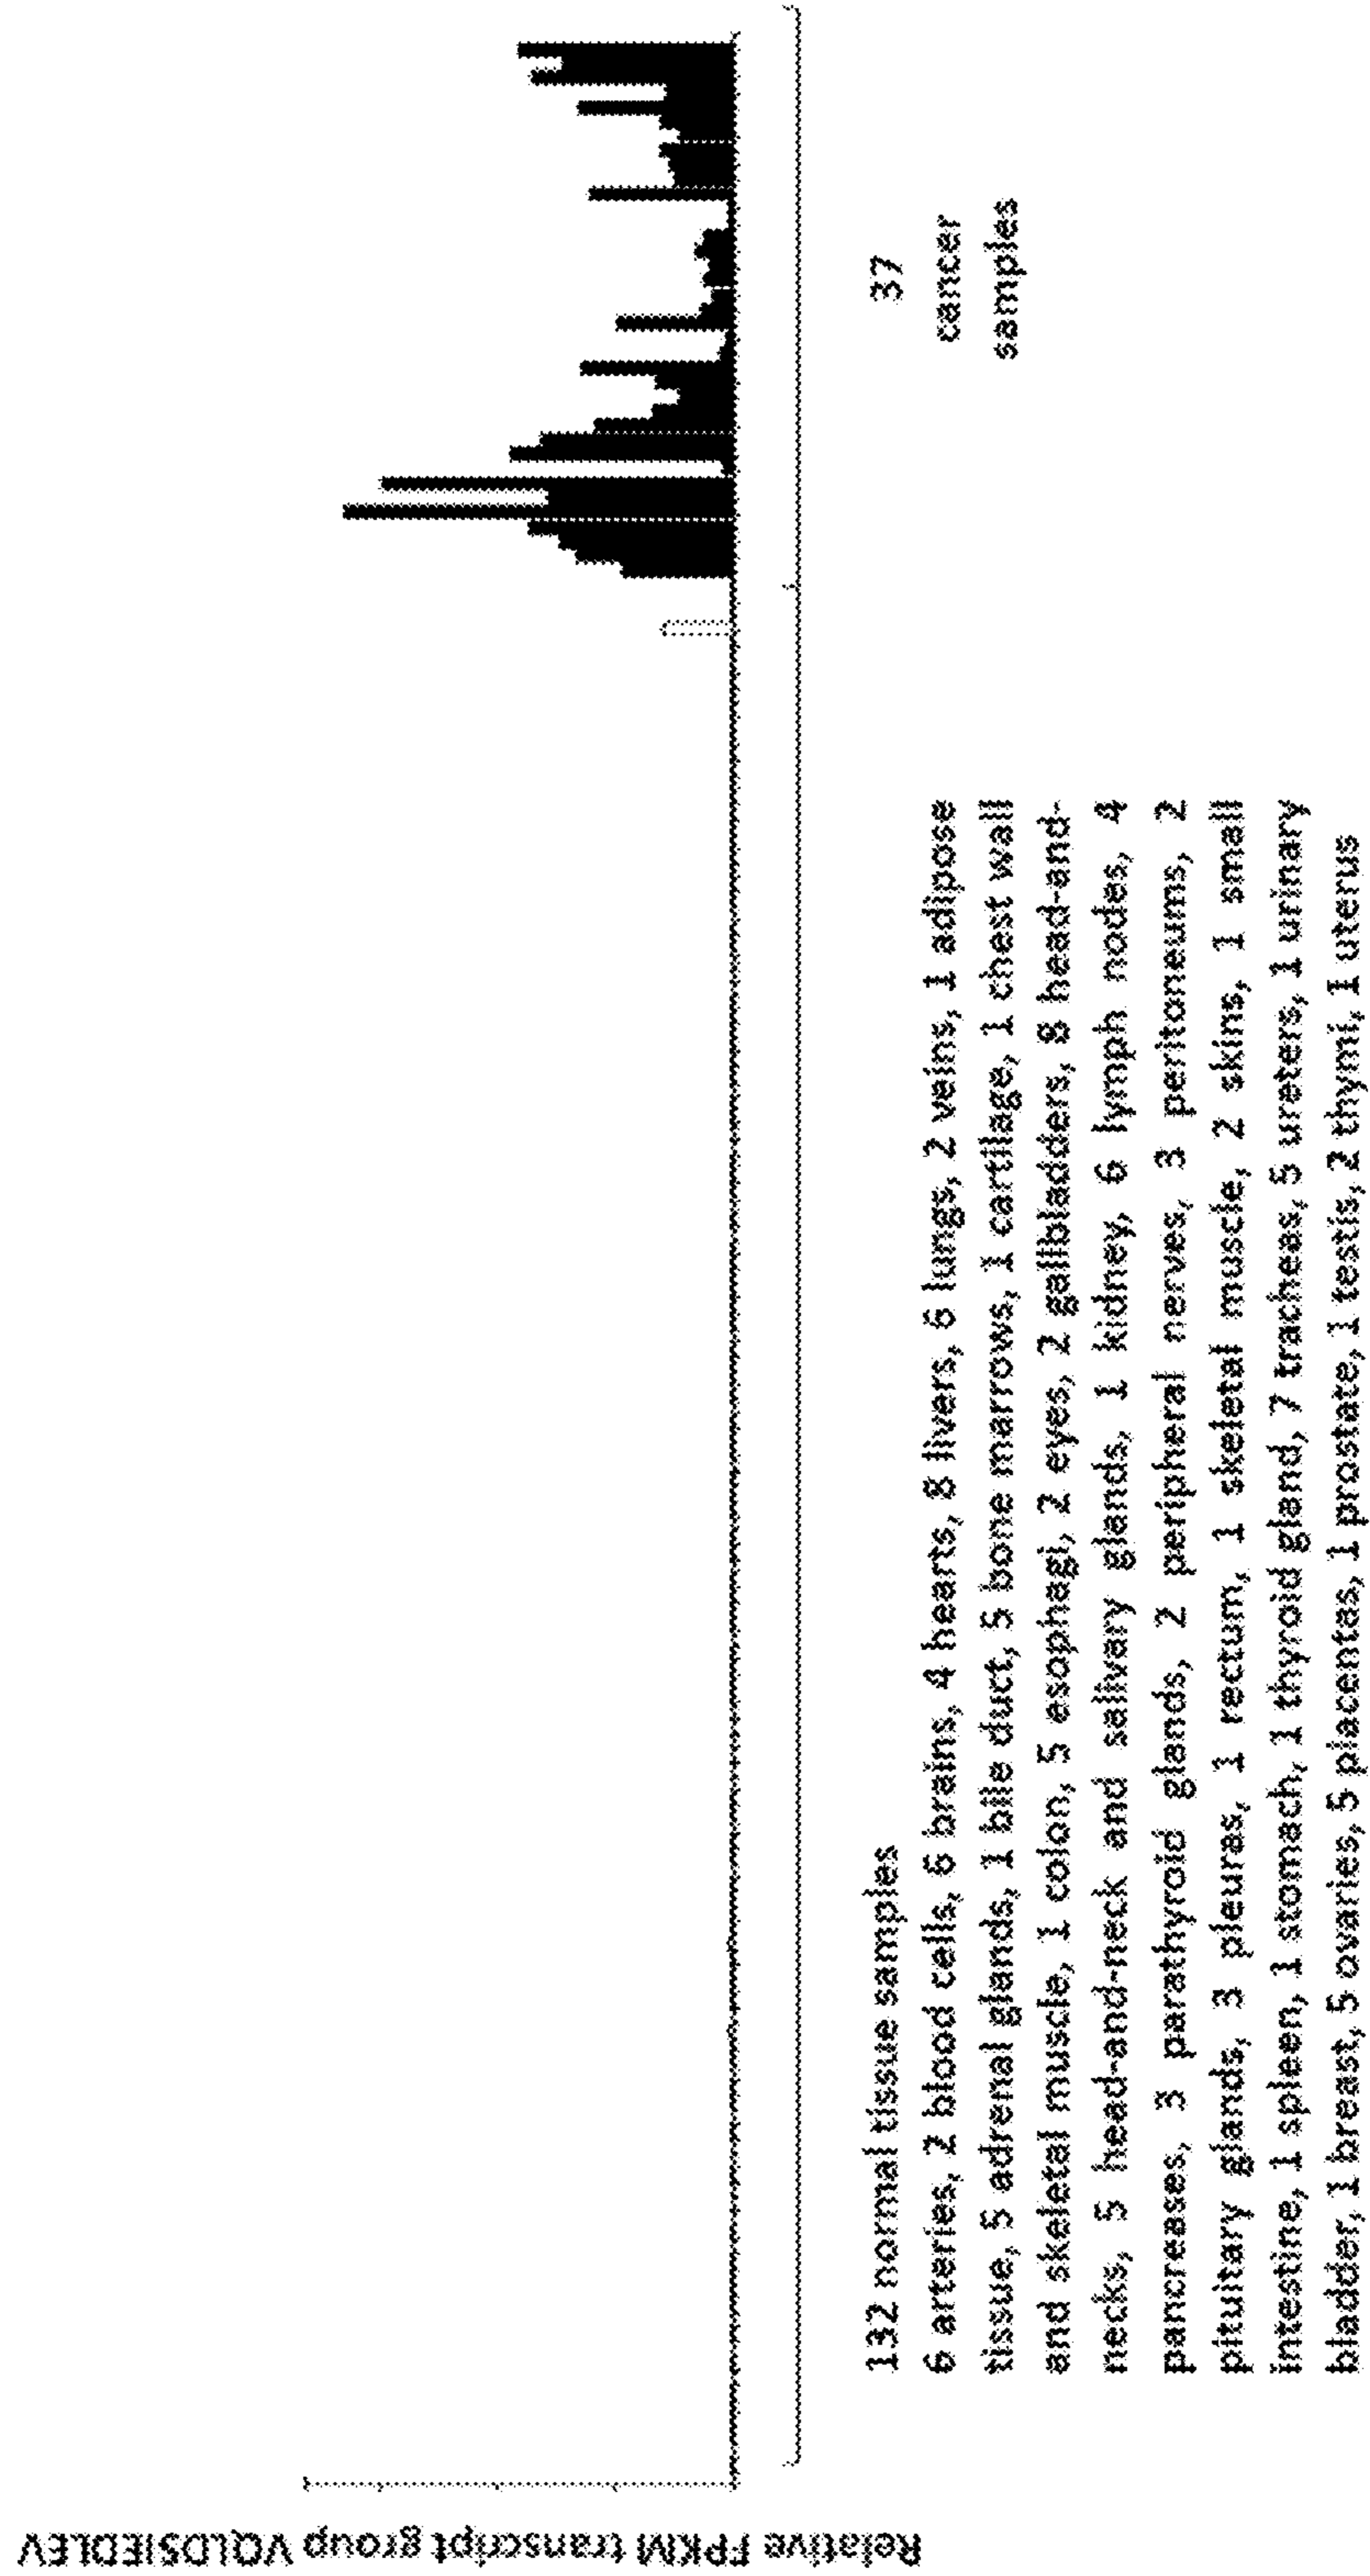 Relative FPKM transcript group VQLDSIEDLEV
132 normal tissue samples
6 arteries, 2 blood cells, 6 brains, 4 hearts, 8 livers, 6 lungs, 2 veins, 1 adipose
tissue, 5 adrenal glands, 1 bile duct, 5 bone marrows, 1 cartilage, 1 chest wall
and skeletal muscle, 1 colon, 5 esophagi, 2 eyes, 2 gallbladders, 8 head-and-
necks, 5 head-and-neck and salivary glands, 1 kidney, 6 lymph nodes, 4
pancreases, 3 parathyroid glands, 2 peripheral nerves, 3 peritoneums, 2
pituitary glands, 3 pleuras, 1 rectum, 1 skeletal muscle, 2 skins, 1 small
intestine, 1 spleen, 1 stomach, 1 thyroid gland, 7 tracheas, 5 ureters, 1 urinary
bladder, 1 breast, 5 ovaries, 5 placentas, 1 prostate, 1 testis, 2 thymi, 1 uterus
37
cancer
samples